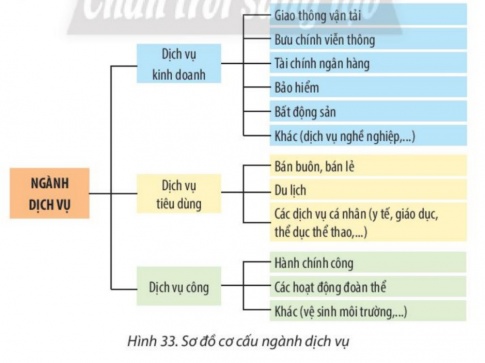 Chân trời sáng tạo
Giao thông vận tải
Bưu chính viễn thông
Dịch vụ
kinh doanh
Tài chính ngân hàng
Bảo hiểm
Bất động sản
Khác (dịch vụ nghề nghiệp,...)
NGÀNH
DỊCH VỤ
Dịch vụ
tiêu dùng
Bán buôn, bán lẻ
Du lịch
Các dịch vụ cá nhân (y tế, giáo dục,
thể dục thể thao,...)
Dịch vụ công
Hành chính công
Các hoạt động đoàn thể
Khác (vệ sinh môi trường,...)
Hình 33. Sơ đồ cơ cấu ngành dịch vụ